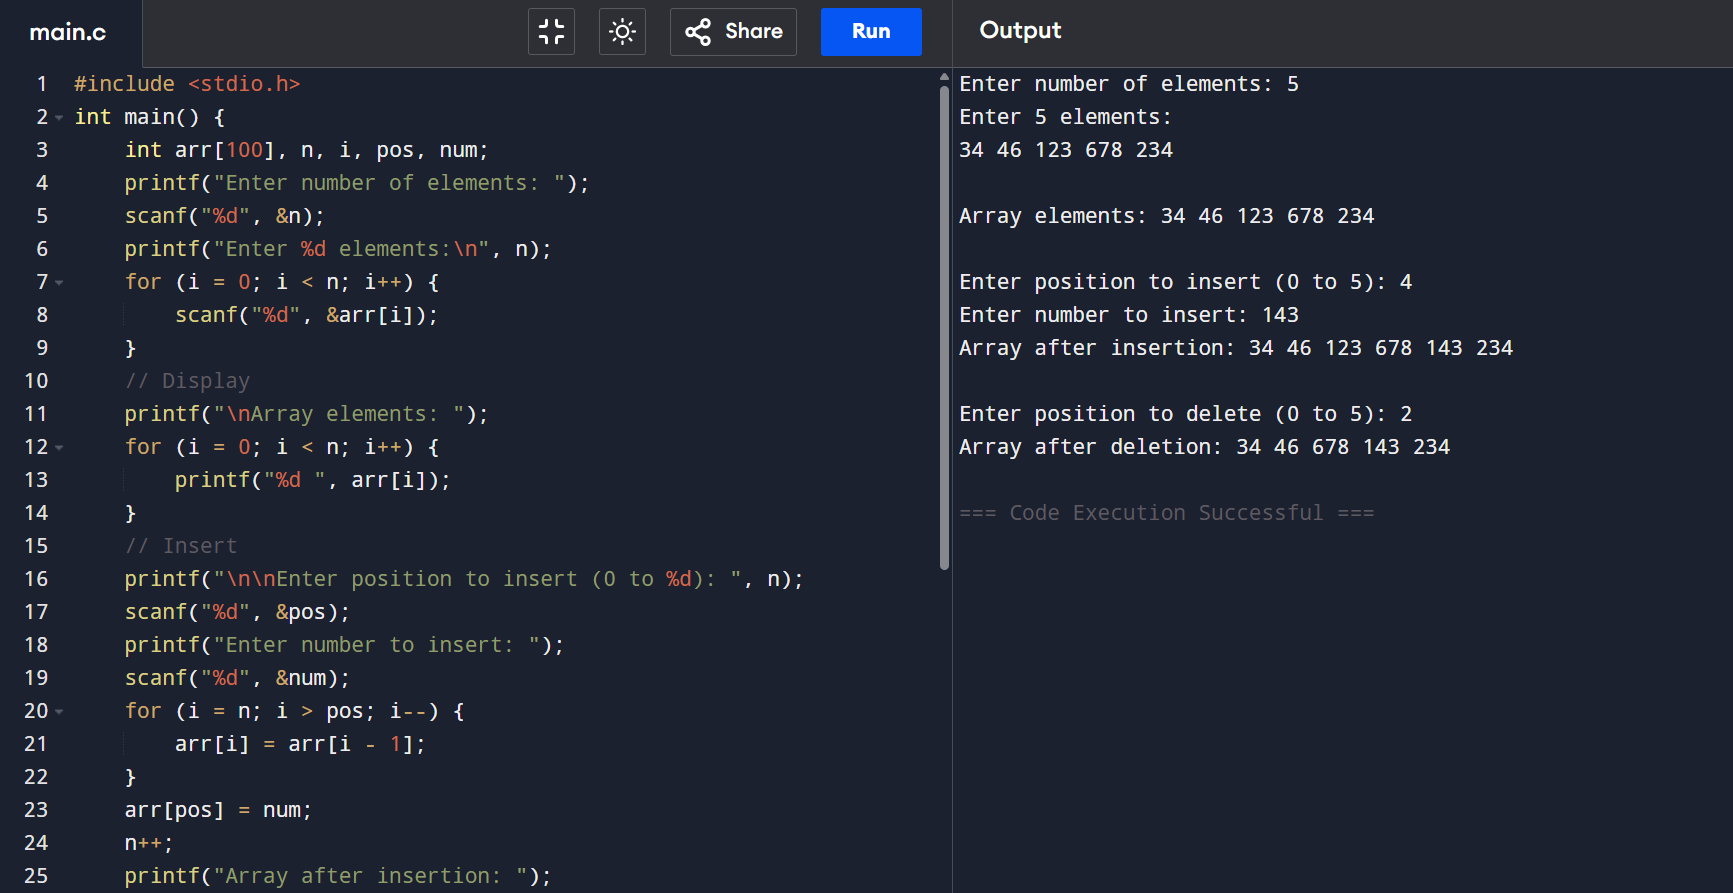 main.c
Share
Run
Output
1 #include <stdio.h>
2 int main() {
3     int arr[100], n, i, pos, num;
4     printf("Enter number of elements: ");
5     scanf("%d", &n);
6     printf("Enter %d elements:\n", n);
7     for (i = 0; i < n; i++) {
8         scanf("%d", &arr[i]);
9     }
10     // Display
11     printf("\nArray elements: ");
12     for (i = 0; i < n; i++) {
13         printf("%d ", arr[i]);
14     }
15     // Insert
16     printf("\n\nEnter position to insert (0 to %d): ", n);
17     scanf("%d", &pos);
18     printf("Enter number to insert: ");
19     scanf("%d", &num);
20     for (i = n; i > pos; i--) {
21         arr[i] = arr[i - 1];
22     }
23     arr[pos] = num;
24     n++;
25     printf("Array after insertion: ");
Enter number of elements: 5
Enter 5 elements:
34 46 123 678 234
Array elements: 34 46 123 678 234
Enter position to insert (0 to 5): 4
Enter number to insert: 143
Array after insertion: 34 46 123 678 143 234
Enter position to delete (0 to 5): 2
Array after deletion: 34 46 678 143 234
=== Code Execution Successful ===